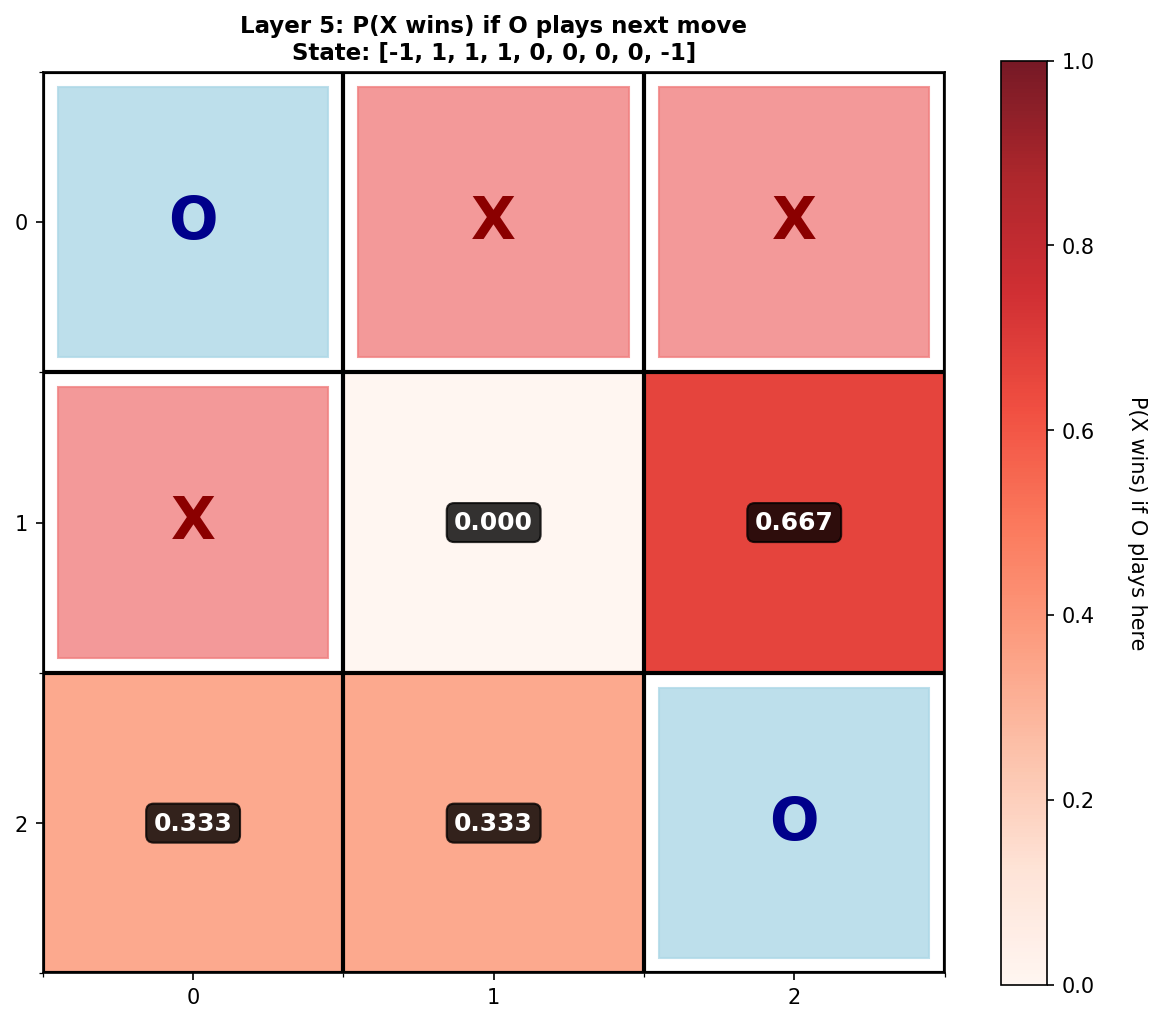 Layer 5: P(X wins) if O plays next move
State: [-1, 1, 1, 1, 0, 0, 0, 0, -1]
O
X
X
X
0.000
0.667
0.333
0.333
O
0
1
2
0
1
2
1.0
0.8
0.6
0.4
0.2
0.0
P(X wins) if O plays here